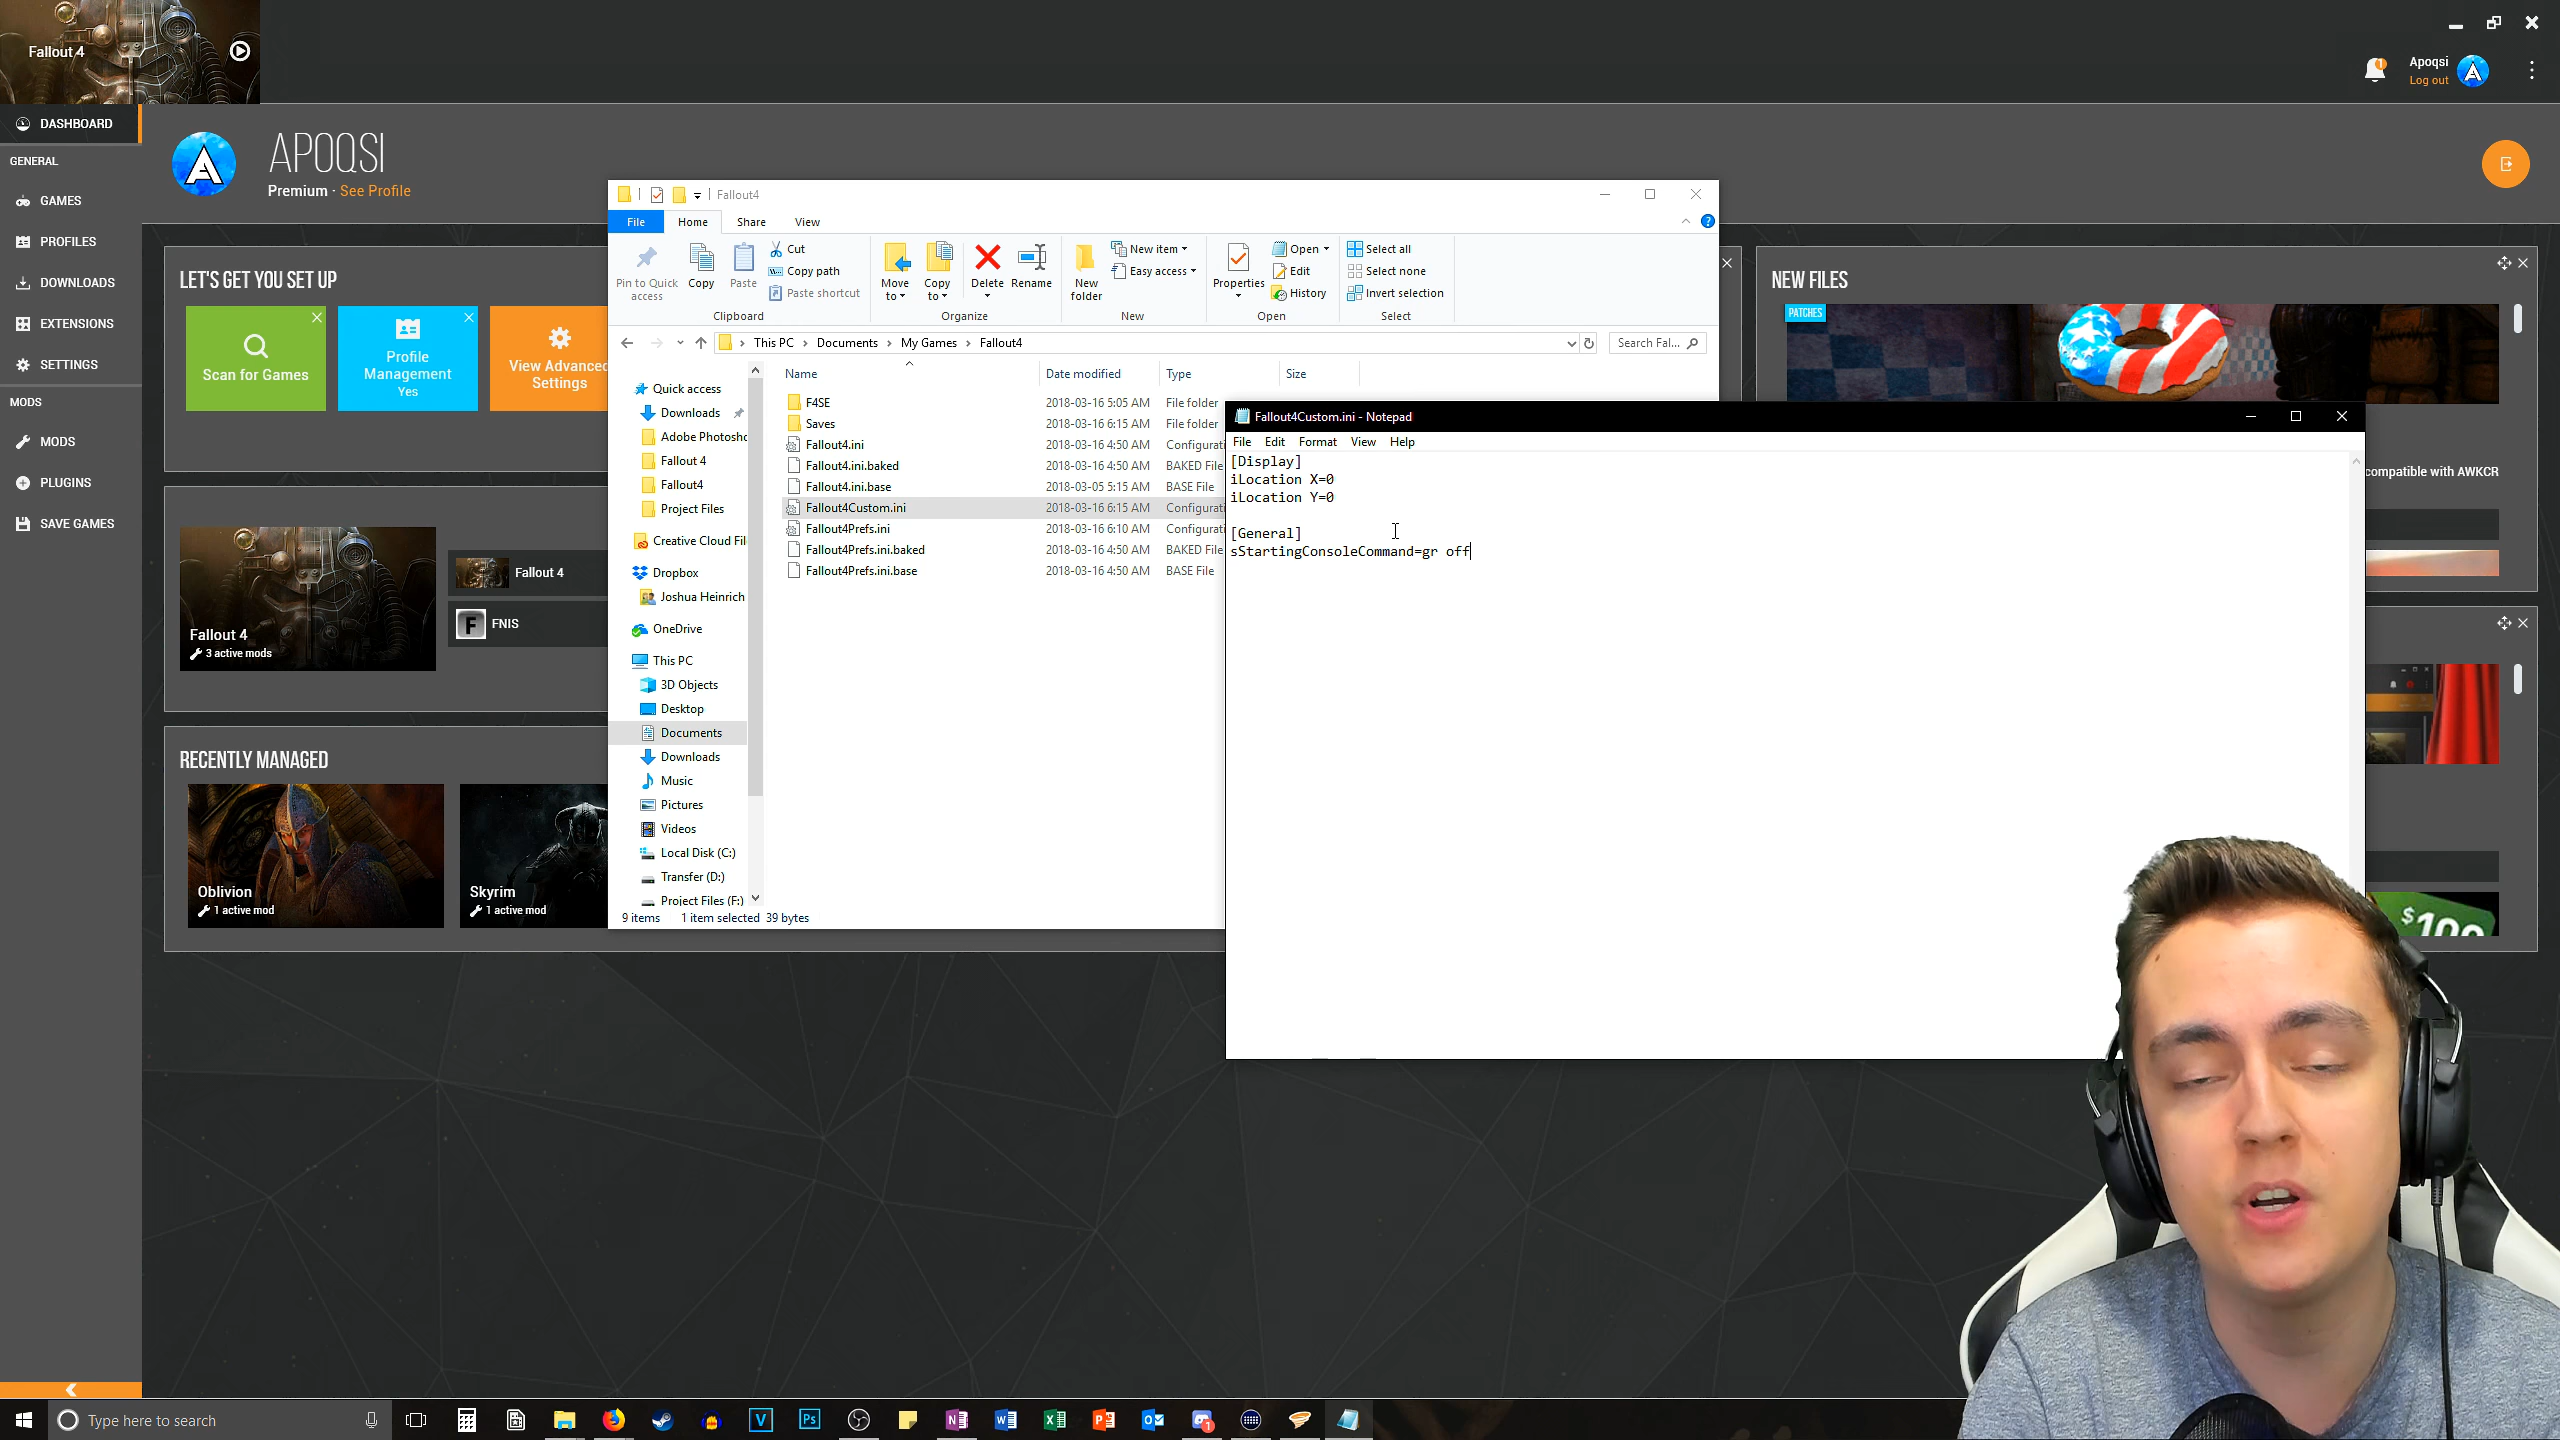 Fallout 4
Apoqsi
Log out
DASHBOARD
GENERAL
GAMES
PROFILES
DOWNLOADS
EXTENSIONS
SETTINGS
MODS
MODS
PLUGINS
SAVE GAMES
A
APOQSI
Premium · See Profile
LET'S GET YOU SET UP
Scan for Games
Profile
Management
Yes
View Advanced
Settings
Fallout 4
3 active mods
Fallout 4
F
FNIS
RECENTLY MANAGED
Oblivion
1 active mod
Skyrim
1 active mod
NEW FILES
PATCHES
compatible with AWKCR
$100
Fallout4
File
Home
Share
View
Pin to Quick
access
Copy
Paste
Cut
Copy path
Paste shortcut
Clipboard
Move
to
Copy
to
Delete
Rename
Organize
New
folder
New item
Easy access
New
Properties
Open
Edit
History
Open
Select all
Select none
Invert selection
Select
This PC
Documents
My Games
Fallout4
Search Fal...
Name
Date modified
Type
Size
Quick access
Downloads
Adobe Photosho
Fallout 4
Fallout4
Project Files
Creative Cloud Fil
Dropbox
Joshua Heinrich
OneDrive
This PC
3D Objects
Desktop
Documents
Downloads
Music
Pictures
Videos
Local Disk (C:)
Transfer (D:)
Project Files (F:)
F4SE 2018-03-16 5:05 AM File folder
Saves 2018-03-16 6:15 AM File folder
Fallout4.ini 2018-03-16 4:50 AM Configurati
Fallout4.ini.baked 2018-03-16 4:50 AM BAKED File
Fallout4.ini.base 2018-03-05 5:15 AM BASE File
Fallout4Custom.ini 2018-03-16 6:15 AM Configurati
Fallout4Prefs.ini 2018-03-16 6:10 AM Configurati
Fallout4Prefs.ini.baked 2018-03-16 4:50 AM BAKED File
Fallout4Prefs.ini.base 2018-03-16 4:50 AM BASE File
9 items 1 item selected 39 bytes
Fallout4Custom.ini - Notepad
File Edit Format View Help
[Display]
iLocation X=0
iLocation Y=0
[General]
sStartingConsoleCommand=gr off
Type here to search